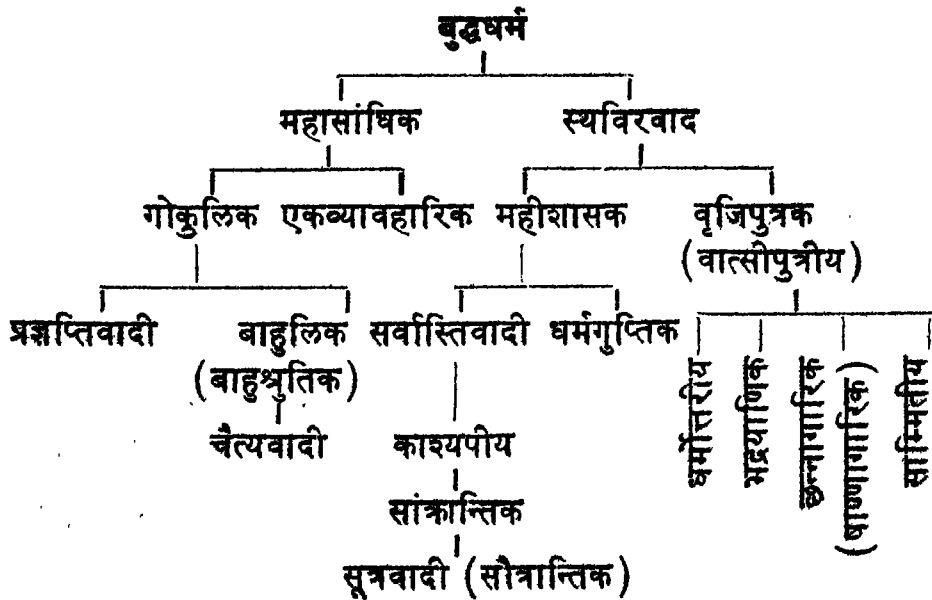 बुद्धधर्म
महासांघिक स्थविरवाद
गोकुलिक एकव्यावहारिक महीशासक वृजिपुत्रक
(वात्सीपुत्रीय)
प्रज्ञप्तिवादी बाहुलिक सर्वास्तिवादी धर्मगुप्तिक
(बाहुश्रुतिक)
चैत्यवादी काश्यपीय
सांक्रान्तिक
सूत्रवादी (सौत्रान्तिक)
धर्मोत्तरीय
भद्रयाणिक
छन्नागारिक
(षाण्णागारिक)
साम्मितीय